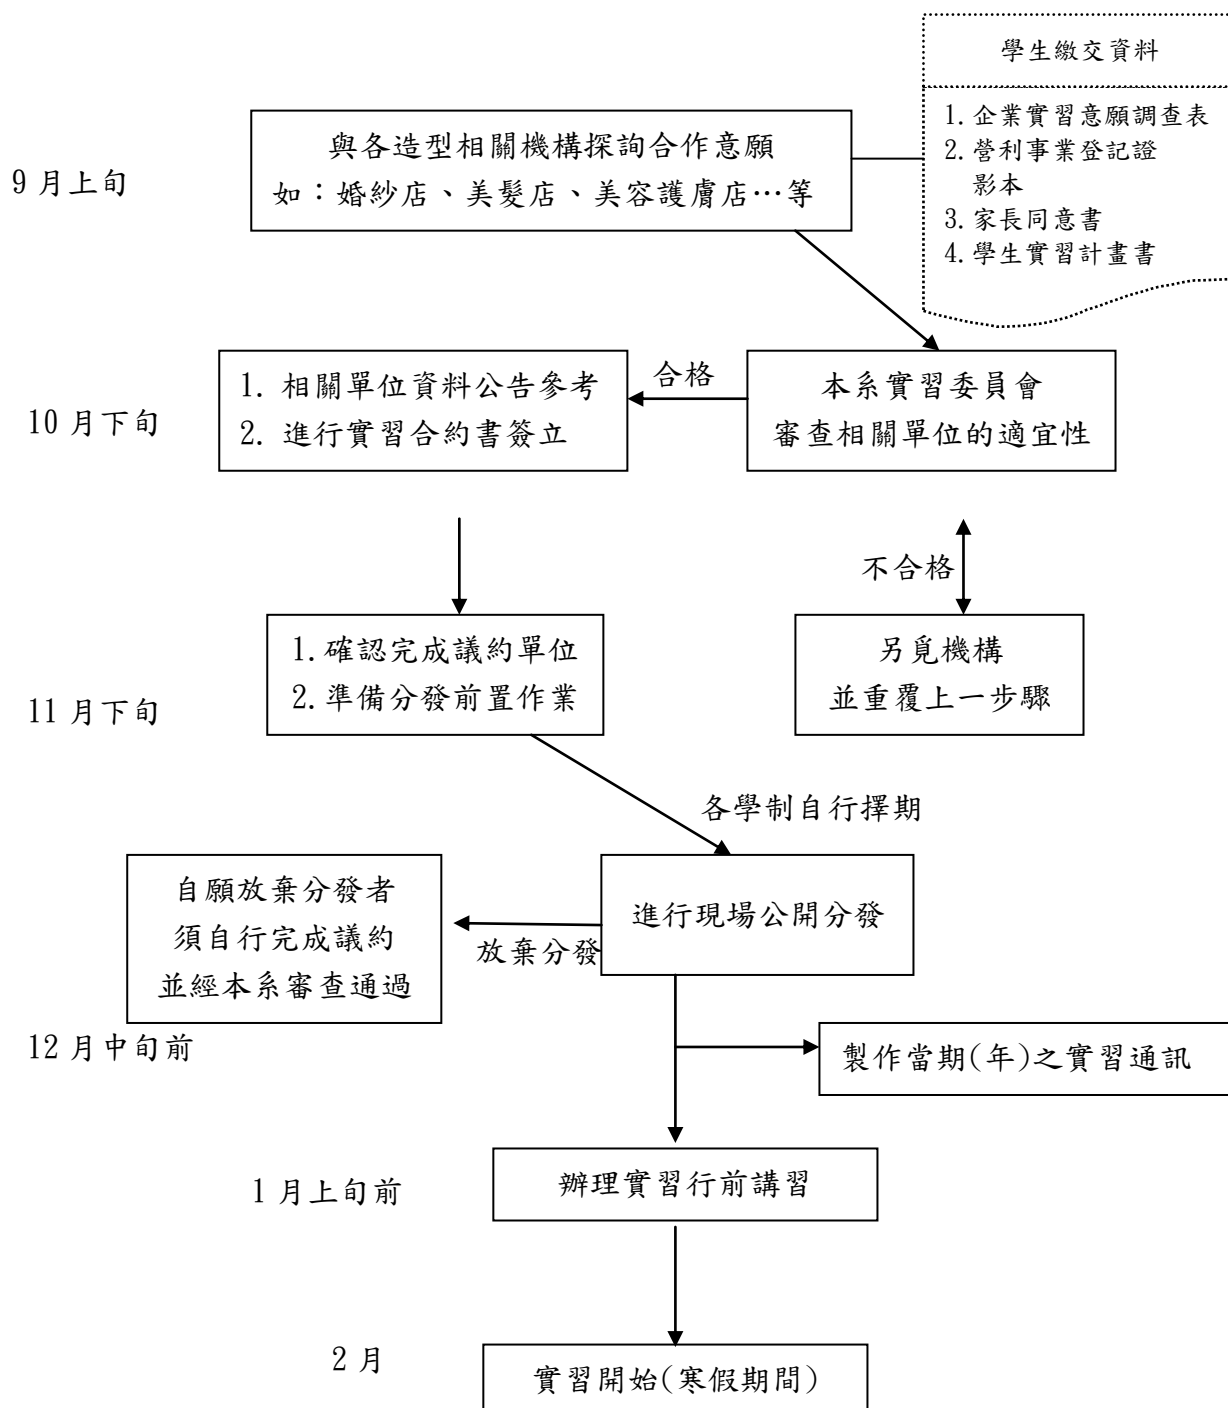 學生繳交資料
1.企業實習意願調查表
2.營利事業登記證
影本
3.家長同意書
4.學生實習計畫書
與各造型相關機構探詢合作意願
如：婚紗店、美髮店、美容護膚店…等
9月上旬
1. 相關單位資料公告參考
2. 進行實習合約書簽立
合格
本系實習委員會
審查相關單位的適宜性
10月下旬
不合格
1.確認完成議約單位
2.準備分發前置作業
另覓機構
並重覆上一步驟
11月下旬
各學制自行擇期
自願放棄分發者
須自行完成議約
並經本系審查通過
放棄分發
進行現場公開分發
12月中旬前
製作當期(年)之實習通訊
1月上旬前
辦理實習行前講習
2月
實習開始(寒假期間)